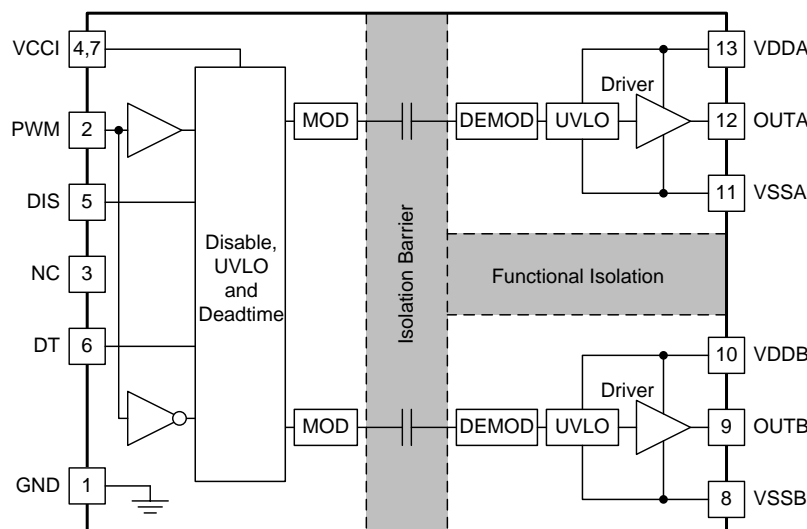 VCCI 4,7
PWM 2
DIS 5
NC 3
DT 6
GND 1
Disable,
UVLO
and
Deadtime
MOD
MOD
Isolation Barrier
DEMOD
UVLO
Driver
Functional Isolation
DEMOD
UVLO
Driver
13 VDDA
12 OUTA
11 VSSA
10 VDDB
9 OUTB
8 VSSB